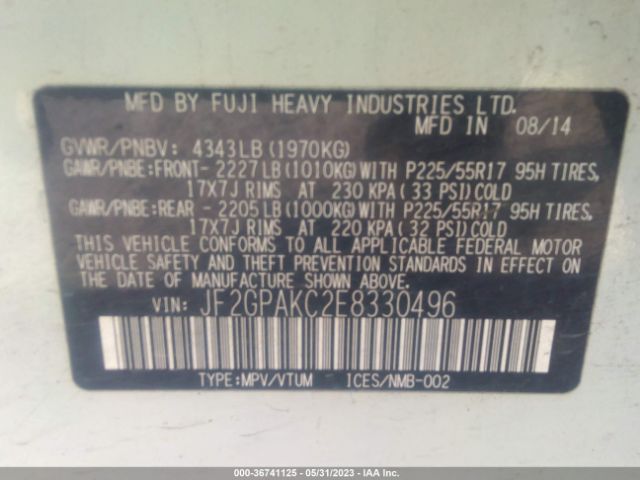 MFD BY FUJI HEAVY INDUSTRIES LTD.
MFD IN 08/14
GVWR/PNBV: 4343LB (1970KG)
GAWR/PNBE:FRONT- 2227LB(1010KG)WITH P225/55R17 95H TIRES,
17X7J RIMS AT 230 KPA( 33 PSI)COLD
GAWR/PNBE:REAR - 2205LB(1000KG)WITH P225/55R17 95H TIRES,
17X7J RIMS AT 220 KPA( 32 PSI)COLD
THIS VEHICLE CONFORMS TO ALL APPLICABLE FEDERAL MOTOR
VEHICLE SAFETY AND THEFT PREVENTION STANDARDS IN EFFECT ON
THE DATE OF MANUFACTURE SHOWN ABOVE.
VIN: JF2GPAKC2E8330496
TYPE:MPV/VTUM ICES/NMB-002
000-36741125 - 05/31/2023 - IAAI.COM